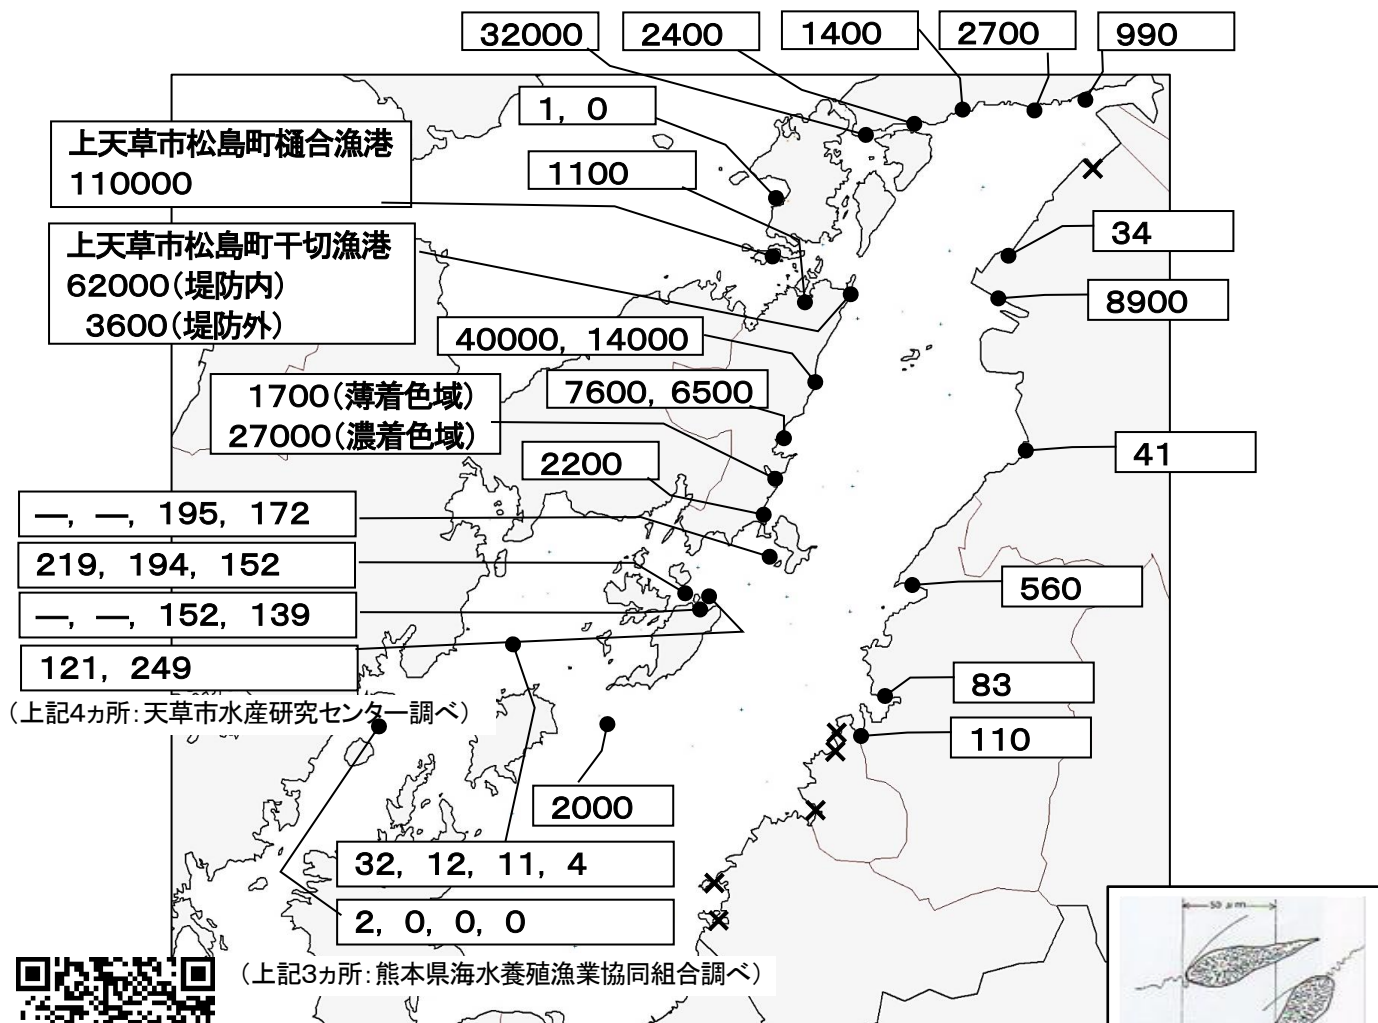 32000
2400
1400
2700
990
1, 0
上天草市松島町樋合漁港
110000
1100
上天草市松島町干切漁港
62000(堤防内)
3600(堤防外)
34
8900
40000, 14000
7600, 6500
1700(薄着色域)
27000(濃着色域)
2200
41
―, ―, 195, 172
219, 194, 152
―, ―, 152, 139
121, 249
(上記4ヵ所:天草市水産研究センター調べ)
560
83
110
2000
32, 12, 11, 4
2, 0, 0, 0
(上記3ヵ所:熊本県海水養殖漁業協同組合調べ)
50 μm